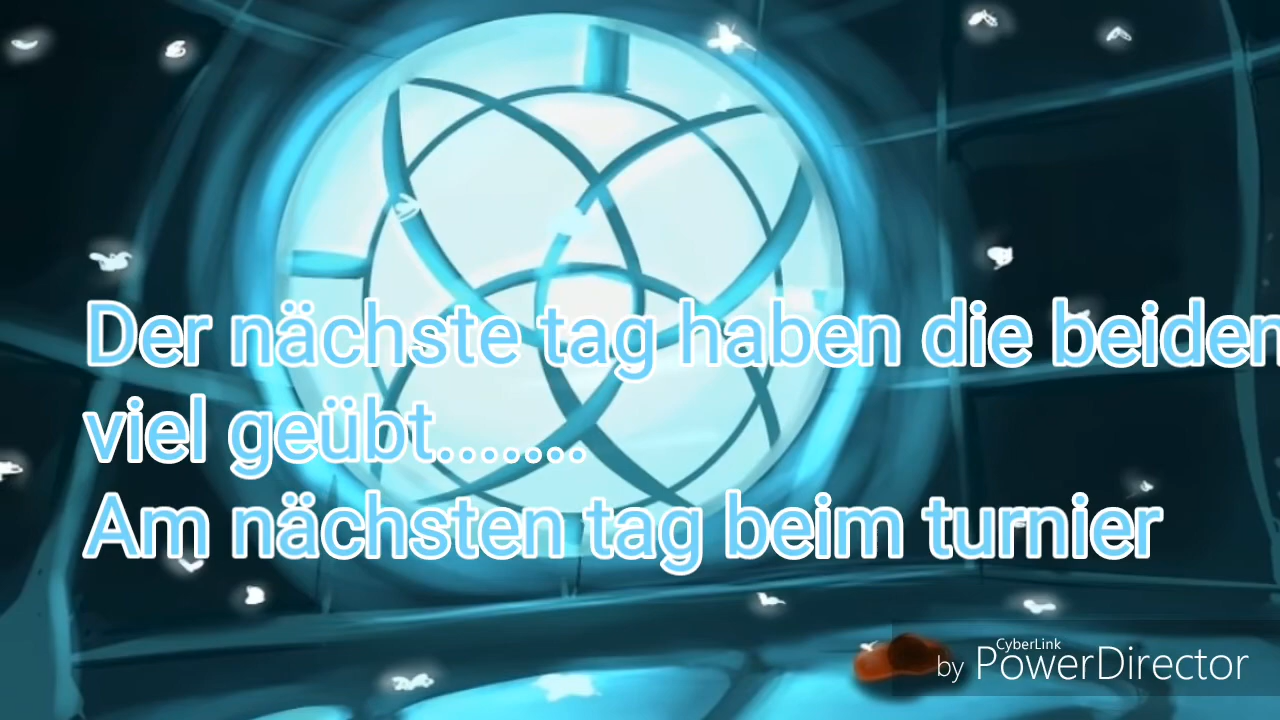 Der nächste tag haben die beiden
viel geübt.......
Am nächsten tag beim turnier
CyberLink
by PowerDirector